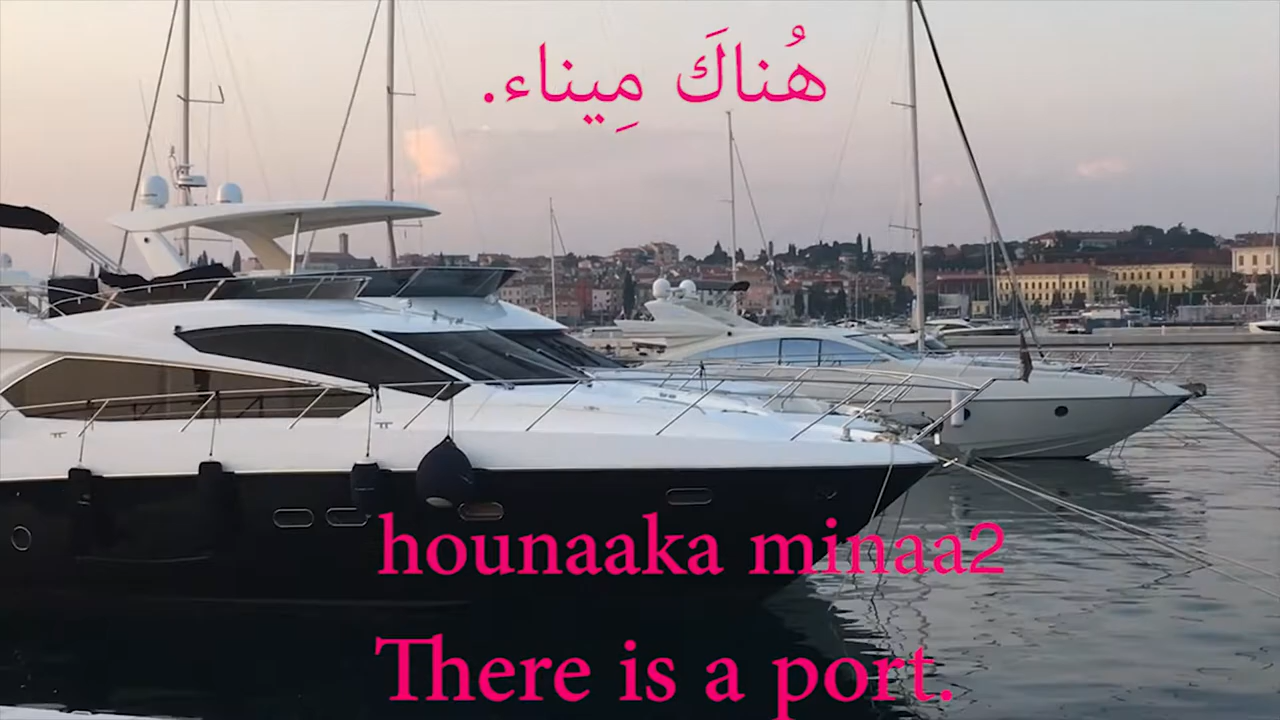 هُناكَ مِيناء.
hounaaka minaa2
There is a port.